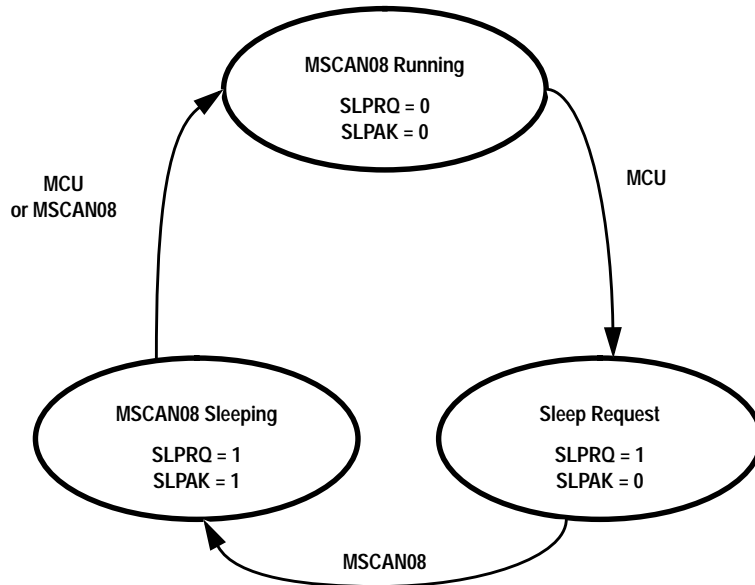 MSCAN08 Running
SLPRQ = 0
SLPAK = 0
MCU
or MSCAN08
MCU
MSCAN08 Sleeping
SLPRQ = 1
SLPAK = 1
Sleep Request
SLPRQ = 1
SLPAK = 0
MSCAN08